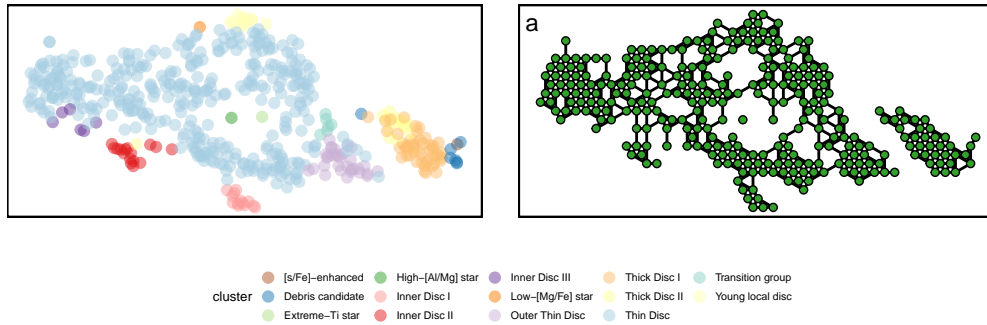 a
[s/Fe]−enhanced High−[Al/Mg] star Inner Disc III Thick Disc I Transition group
cluster Debris candidate Inner Disc I Low−[Mg/Fe] star Thick Disc II Young local disc
Extreme−Ti star Inner Disc II Outer Thin Disc Thin Disc